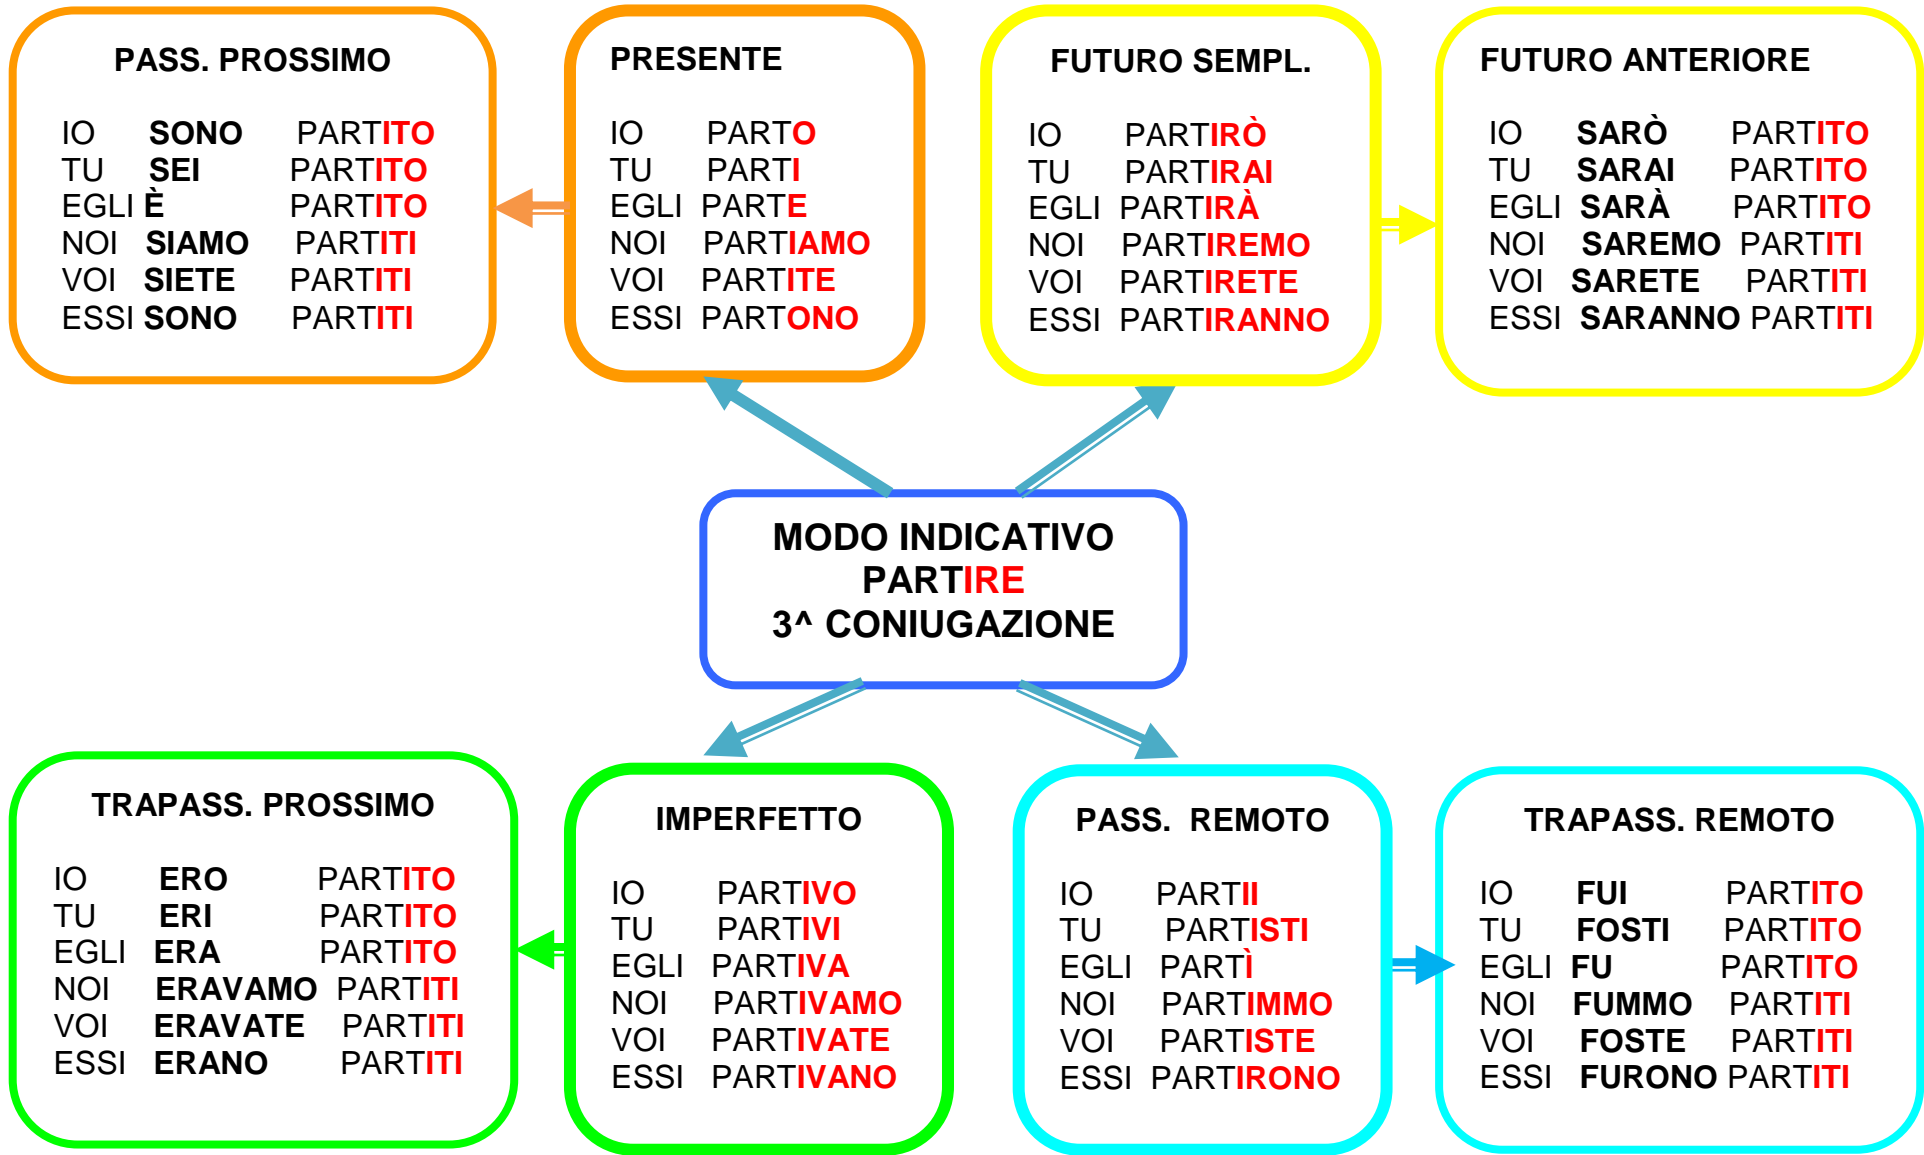 PASS. PROSSIMO
IO SONO PARTITO
TU SEI PARTITO
EGLI È PARTITO
NOI SIAMO PARTITI
VOI SIETE PARTITI
ESSI SONO PARTITI
PRESENTE
IO PARTO
TU PARTI
EGLI PARTE
NOI PARTIAMO
VOI PARTITE
ESSI PARTONO
FUTURO SEMPL.
IO PARTIRÒ
TU PARTIRAI
EGLI PARTIRÀ
NOI PARTIREMO
VOI PARTIRETE
ESSI PARTIRANNO
FUTURO ANTERIORE
IO SARÒ PARTITO
TU SARAI PARTITO
EGLI SARÀ PARTITO
NOI SAREMO PARTITI
VOI SARETE PARTITI
ESSI SARANNO PARTITI
MODO INDICATIVO
PARTIRE
3^ CONIUGAZIONE
TRAPASS. PROSSIMO
IO ERO PARTITO
TU ERI PARTITO
EGLI ERA PARTITO
NOI ERAVAMO PARTITI
VOI ERAVATE PARTITI
ESSI ERANO PARTITI
IMPERFETTO
IO PARTIVO
TU PARTIVI
EGLI PARTIVA
NOI PARTIVAMO
VOI PARTIVATE
ESSI PARTIVANO
PASS. REMOTO
IO PARTII
TU PARTISTI
EGLI PARTÌ
NOI PARTIMMO
VOI PARTISTE
ESSI PARTIRONO
TRAPASS. REMOTO
IO FUI PARTITO
TU FOSTI PARTITO
EGLI FU PARTITO
NOI FUMMO PARTITI
VOI FOSTE PARTITI
ESSI FURONO PARTITI